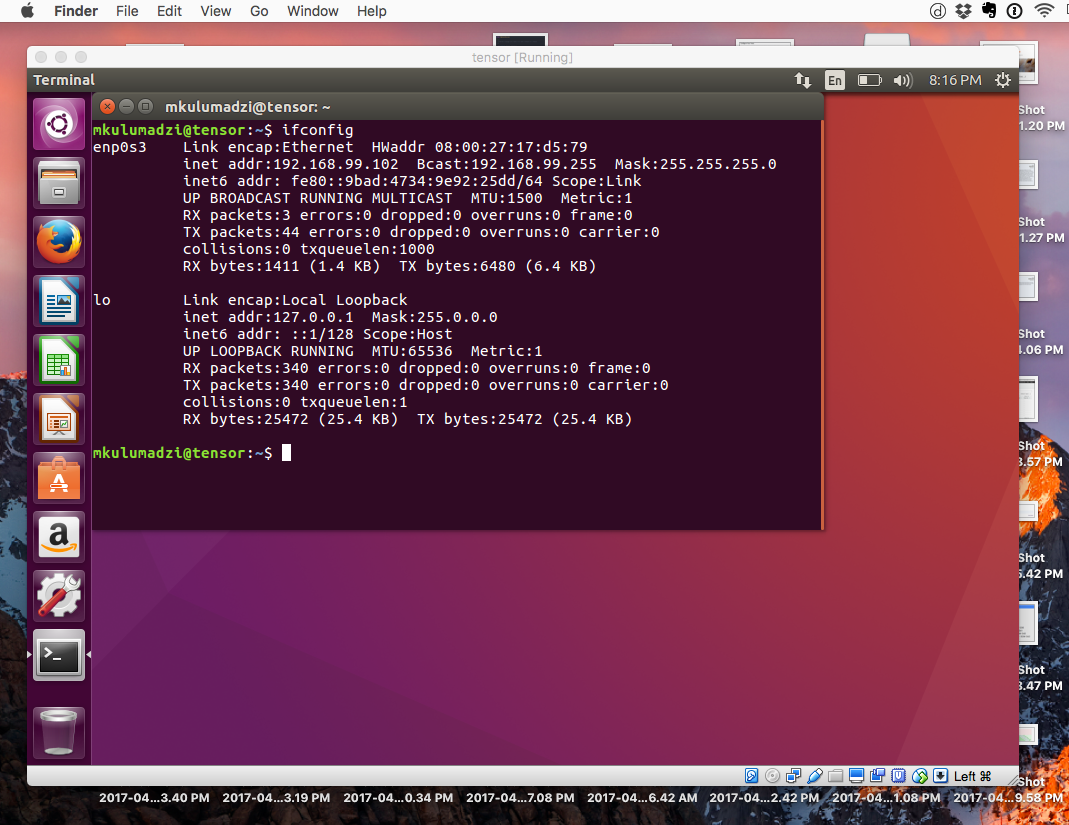 Finder File Edit View Go Window Help
tensor [Running]
Terminal En 8:16 PM
mkulumadzi@tensor: ~
mkulumadzi@tensor:~$ ifconfig
enp0s3 Link encap:Ethernet HWaddr 08:00:27:17:d5:79
inet addr:192.168.99.102 Bcast:192.168.99.255 Mask:255.255.255.0
inet6 addr: fe80::9bad:4734:9e92:25dd/64 Scope:Link
UP BROADCAST RUNNING MULTICAST MTU:1500 Metric:1
RX packets:3 errors:0 dropped:0 overruns:0 frame:0
TX packets:44 errors:0 dropped:0 overruns:0 carrier:0
collisions:0 txqueuelen:1000
RX bytes:1411 (1.4 KB) TX bytes:6480 (6.4 KB)
lo Link encap:Local Loopback
inet addr:127.0.0.1 Mask:255.0.0.0
inet6 addr: ::1/128 Scope:Host
UP LOOPBACK RUNNING MTU:65536 Metric:1
RX packets:340 errors:0 dropped:0 overruns:0 frame:0
TX packets:340 errors:0 dropped:0 overruns:0 carrier:0
collisions:0 txqueuelen:1
RX bytes:25472 (25.4 KB) TX bytes:25472 (25.4 KB)
mkulumadzi@tensor:~$
Left ⌘
Shot
1.20 PM
Shot
1.27 PM
Shot
4.06 PM
Shot
3.57 PM
Shot
5.42 PM
Shot
3.47 PM
Shot
2017-04...3.40 PM 2017-04...3.19 PM 2017-04...0.34 PM 2017-04...7.08 PM 2017-04...6.42 AM 2017-04...2.42 PM 2017-04...1.08 PM 2017-04...9.58 PM